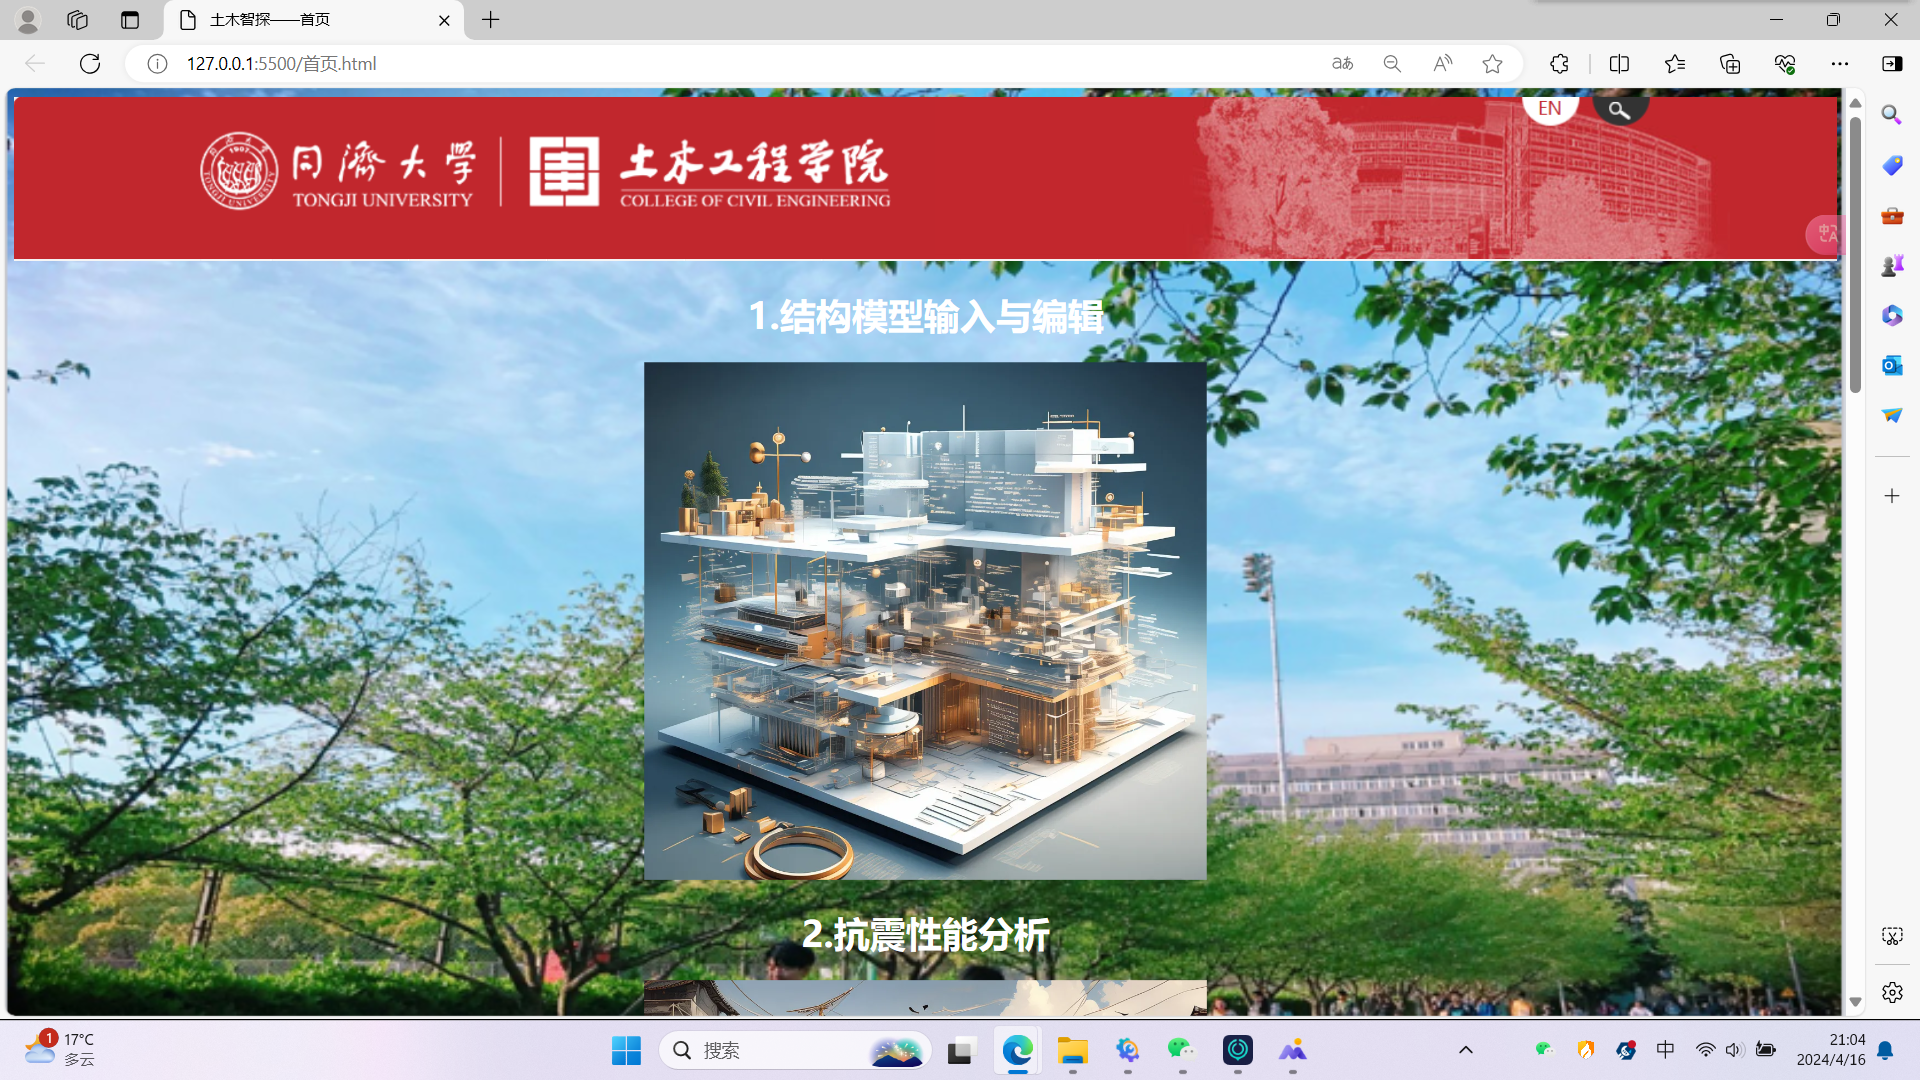 土木智探——首页
127.0.0.1:5500/首页.html
EN
同濟大学
TONGJI UNIVERSITY
土木工程学院
COLLEGE OF CIVIL ENGINEERING
1.结构模型输入与编辑
2.抗震性能分析
1
17°C
多云
搜索
中
21:04
2024/4/16